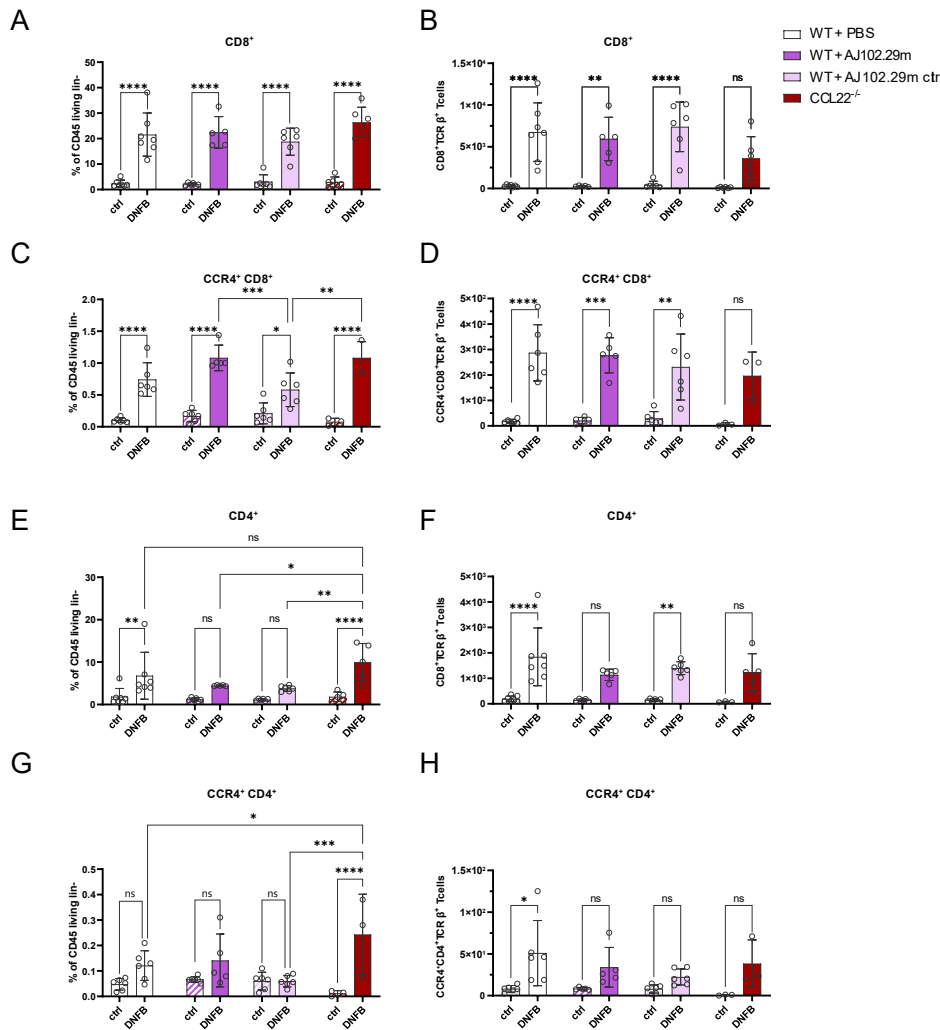 A
CD8⁺
% of CD45 living lin-
50
40
30
20
10
0
**** **** **** ****
ctrl DNFB ctrl DNFB ctrl DNFB ctrl DNFB
B
CD8⁺
CD8⁺TCR β⁺ Tcells
1.5×10⁴
1.0×10⁴
5.0×10³
0
**** ** **** ns
ctrl DNFB ctrl DNFB ctrl DNFB ctrl DNFB
WT + PBS
WT + AJ102.29m
WT + AJ102.29m ctr
CCL22⁻/⁻
C
CCR4⁺ CD8⁺
% of CD45 living lin-
2.0
1.5
1.0
0.5
0.0
*** **
**** **** * ****
ctrl DNFB ctrl DNFB ctrl DNFB ctrl DNFB
D
CCR4⁺CD8⁺TCR β⁺ Tcells
5×10²
4×10²
3×10²
2×10²
1×10²
0
**** *** ** ns
ctrl DNFB ctrl DNFB ctrl DNFB ctrl DNFB
CCR4⁺ CD8⁺
E
CD4⁺
% of CD45 living lin-
30
20
10
0
ns
*
**
** ns ns ****
ctrl DNFB ctrl DNFB ctrl DNFB ctrl DNFB
F
CD4⁺
CD8⁺TCR β⁺ Tcells
5×10³
4×10³
3×10³
2×10³
1×10³
0
**** ns ** ns
ctrl DNFB ctrl DNFB ctrl DNFB ctrl DNFB
G
CCR4⁺ CD4⁺
% of CD45 living lin-
0.5
0.4
0.3
0.2
0.1
0.0
*
***
ns ns ns ****
ctrl DNFB ctrl DNFB ctrl DNFB ctrl DNFB
H
CCR4⁺ CD4⁺
CCR4⁺CD4⁺TCR β⁺ Tcells
1.5×10²
1.0×10²
5.0×10¹
0
* ns ns ns
ctrl DNFB ctrl DNFB ctrl DNFB ctrl DNFB